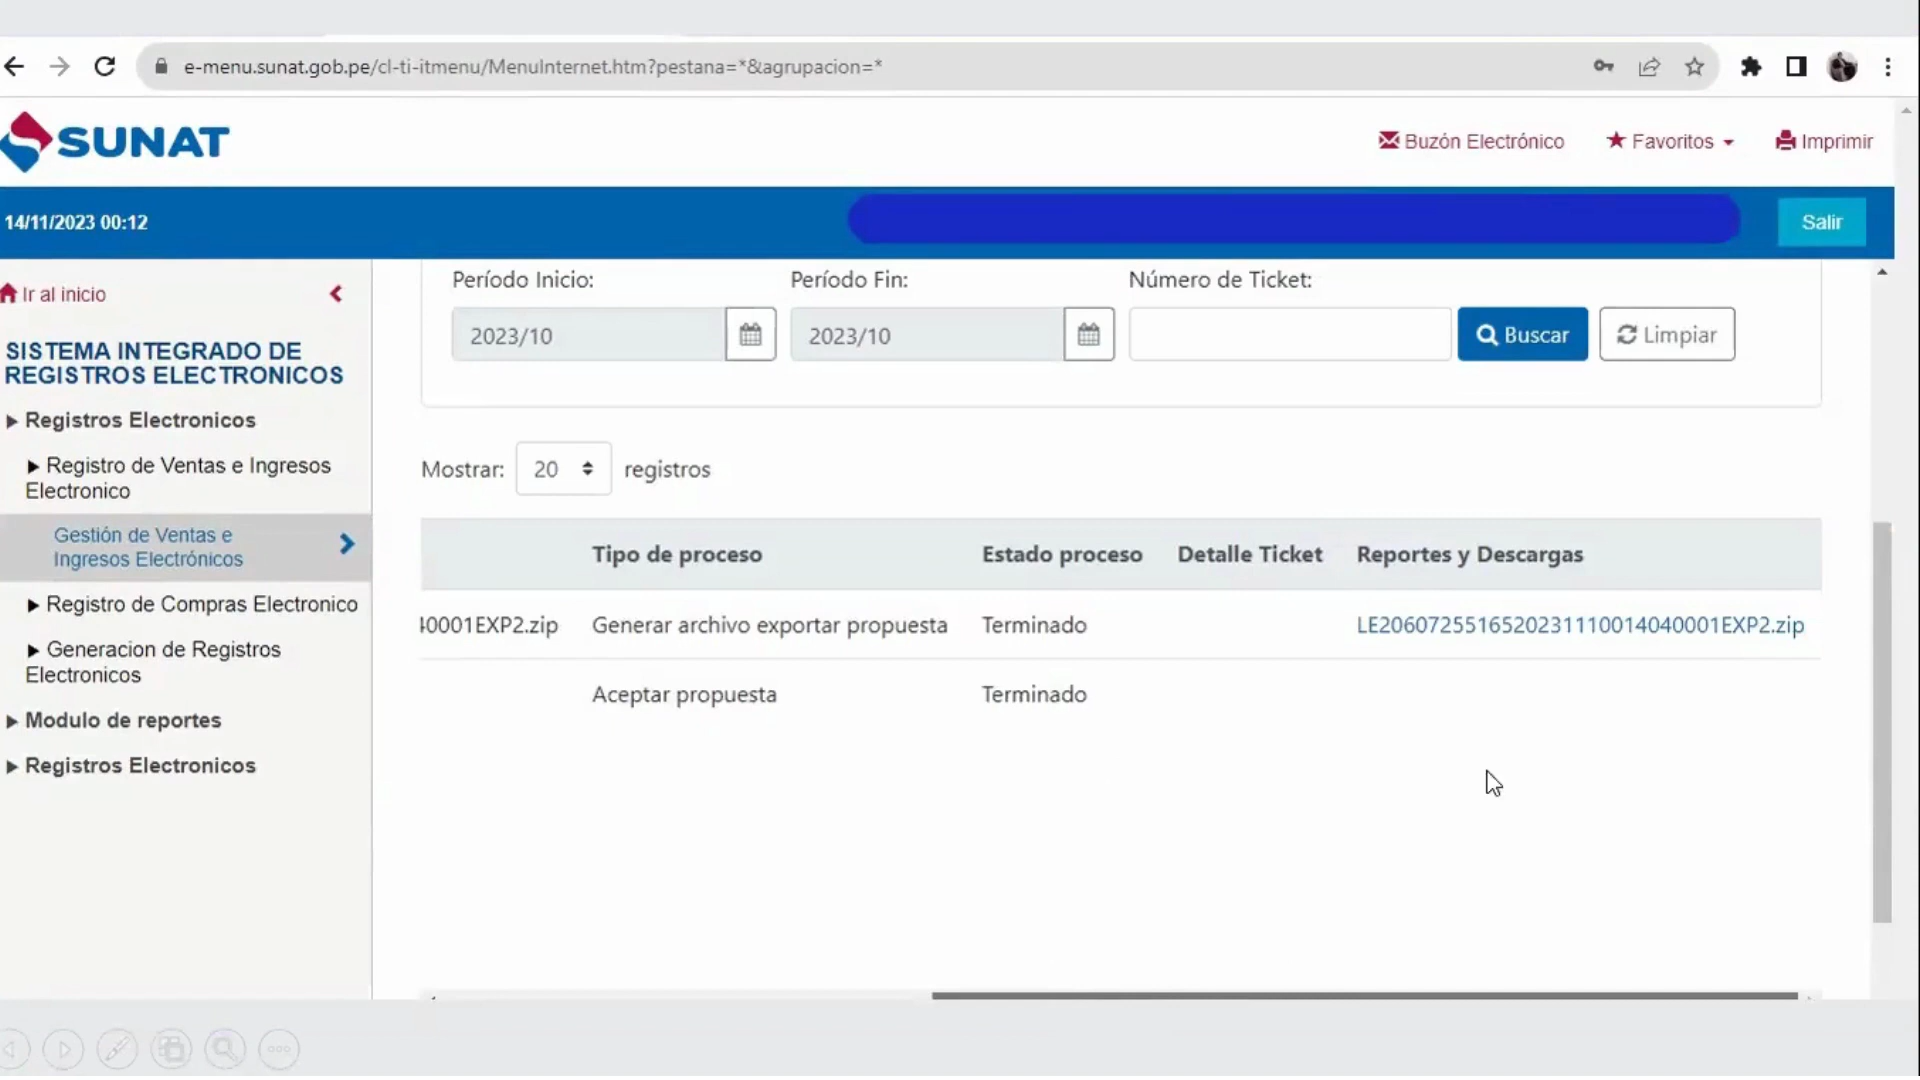 e-menu.sunat.gob.pe/cl-ti-itmenu/MenuInternet.htm?pestana=*&agrupacion=*
SUNAT
Buzón Electrónico
Favoritos
Imprimir
14/11/2023 00:12
Salir
Ir al inicio
SISTEMA INTEGRADO DE
REGISTROS ELECTRONICOS
Registros Electronicos
Registro de Ventas e Ingresos
Electronico
Gestión de Ventas e
Ingresos Electrónicos
Registro de Compras Electronico
Generacion de Registros
Electronicos
Modulo de reportes
Registros Electronicos
Período Inicio:
Período Fin:
Número de Ticket:
2023/10
2023/10
Buscar
Limpiar
Mostrar: 20 registros
Tipo de proceso
Estado proceso
Detalle Ticket
Reportes y Descargas
40001EXP2.zip
Generar archivo exportar propuesta
Terminado
LE2060725516520231110014040001EXP2.zip
Aceptar propuesta
Terminado